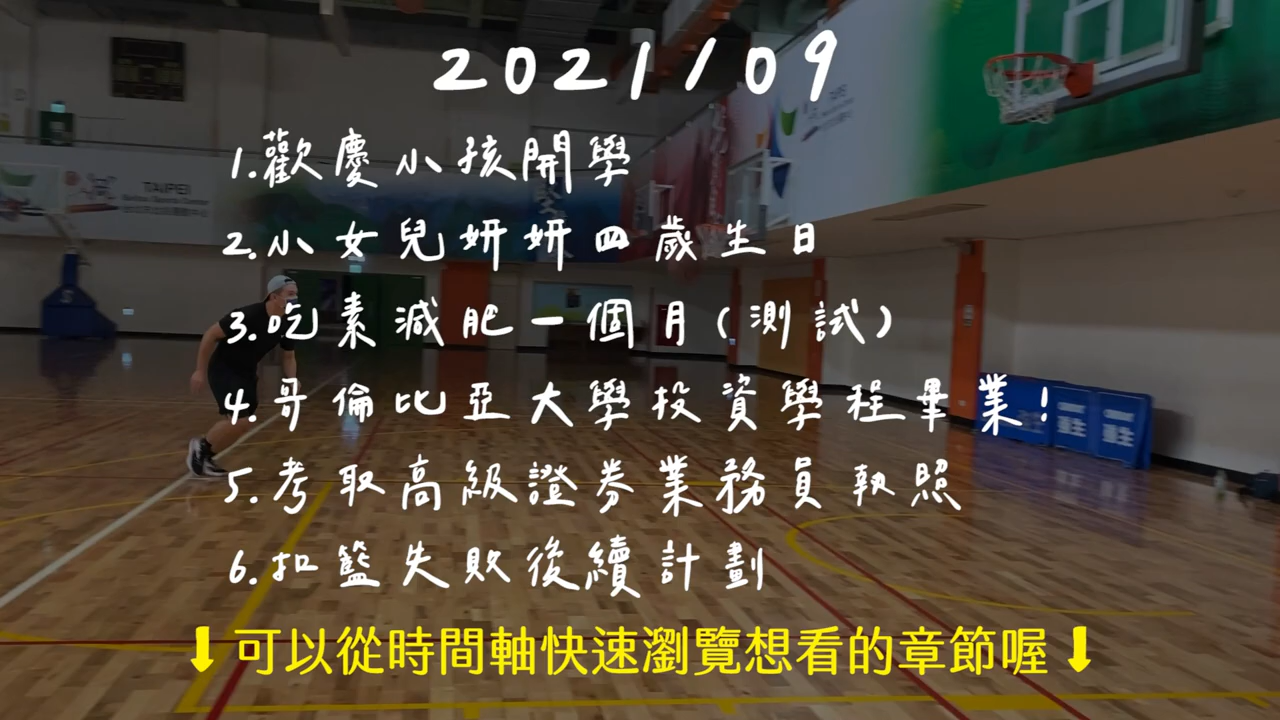 2021/09
1.歡慶小孩開學
2.小女兒妍妍四歲生日
3.吃素減肥一個月(測試)
4.哥倫比亞大學投資學程畢業!
5.考取高級證券業務員執照
6.扣籃失敗後續計劃
⬇可以從時間軸快速瀏覽想看的章節喔⬇
TAIPEI
TAIPEI